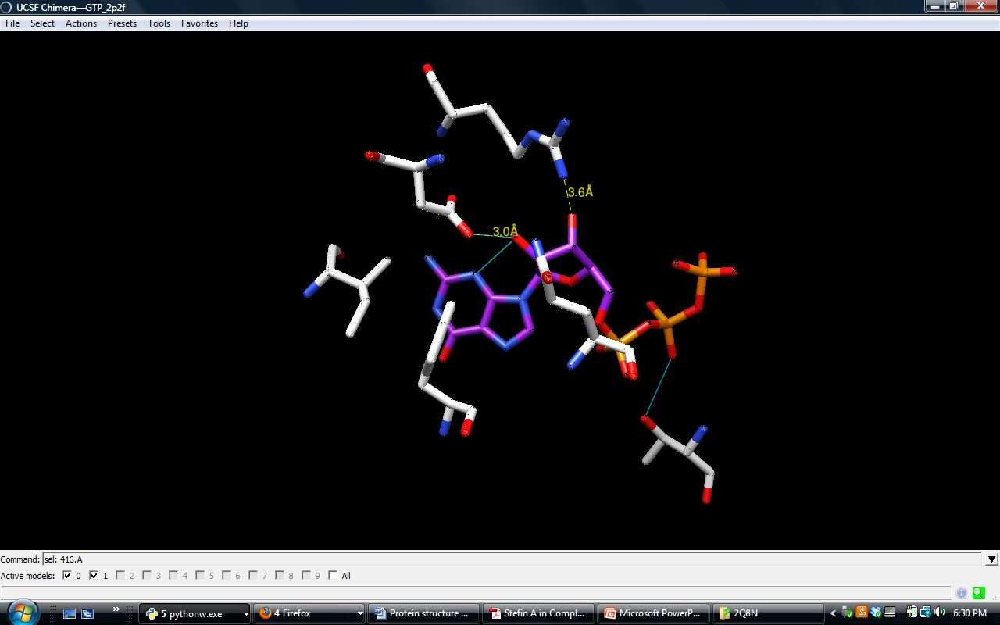 UCSF Chimera—GTP_2p2f
File Select Actions Presets Tools Favorites Help
3.6Å
3.0Å
Command: sel: 416.A
Active models: 0 1 2 3 4 5 6 7 8 9 All
5 pythonw.exe 4 Firefox Protein structure ... Stefin A in Compl... Microsoft PowerP... 2Q8N 6:30 PM